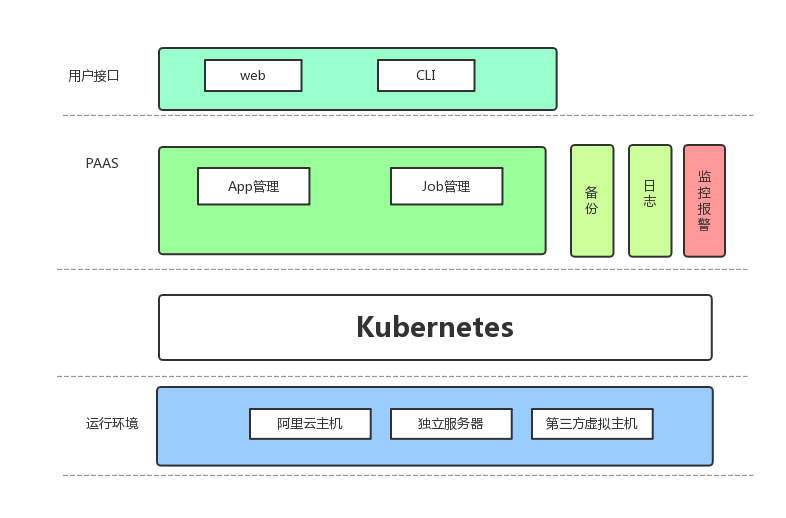 用户接口
web
CLI
PAAS
App管理
Job管理
备份
日志
监控报警
Kubernetes
运行环境
阿里云主机
独立服务器
第三方虚拟主机